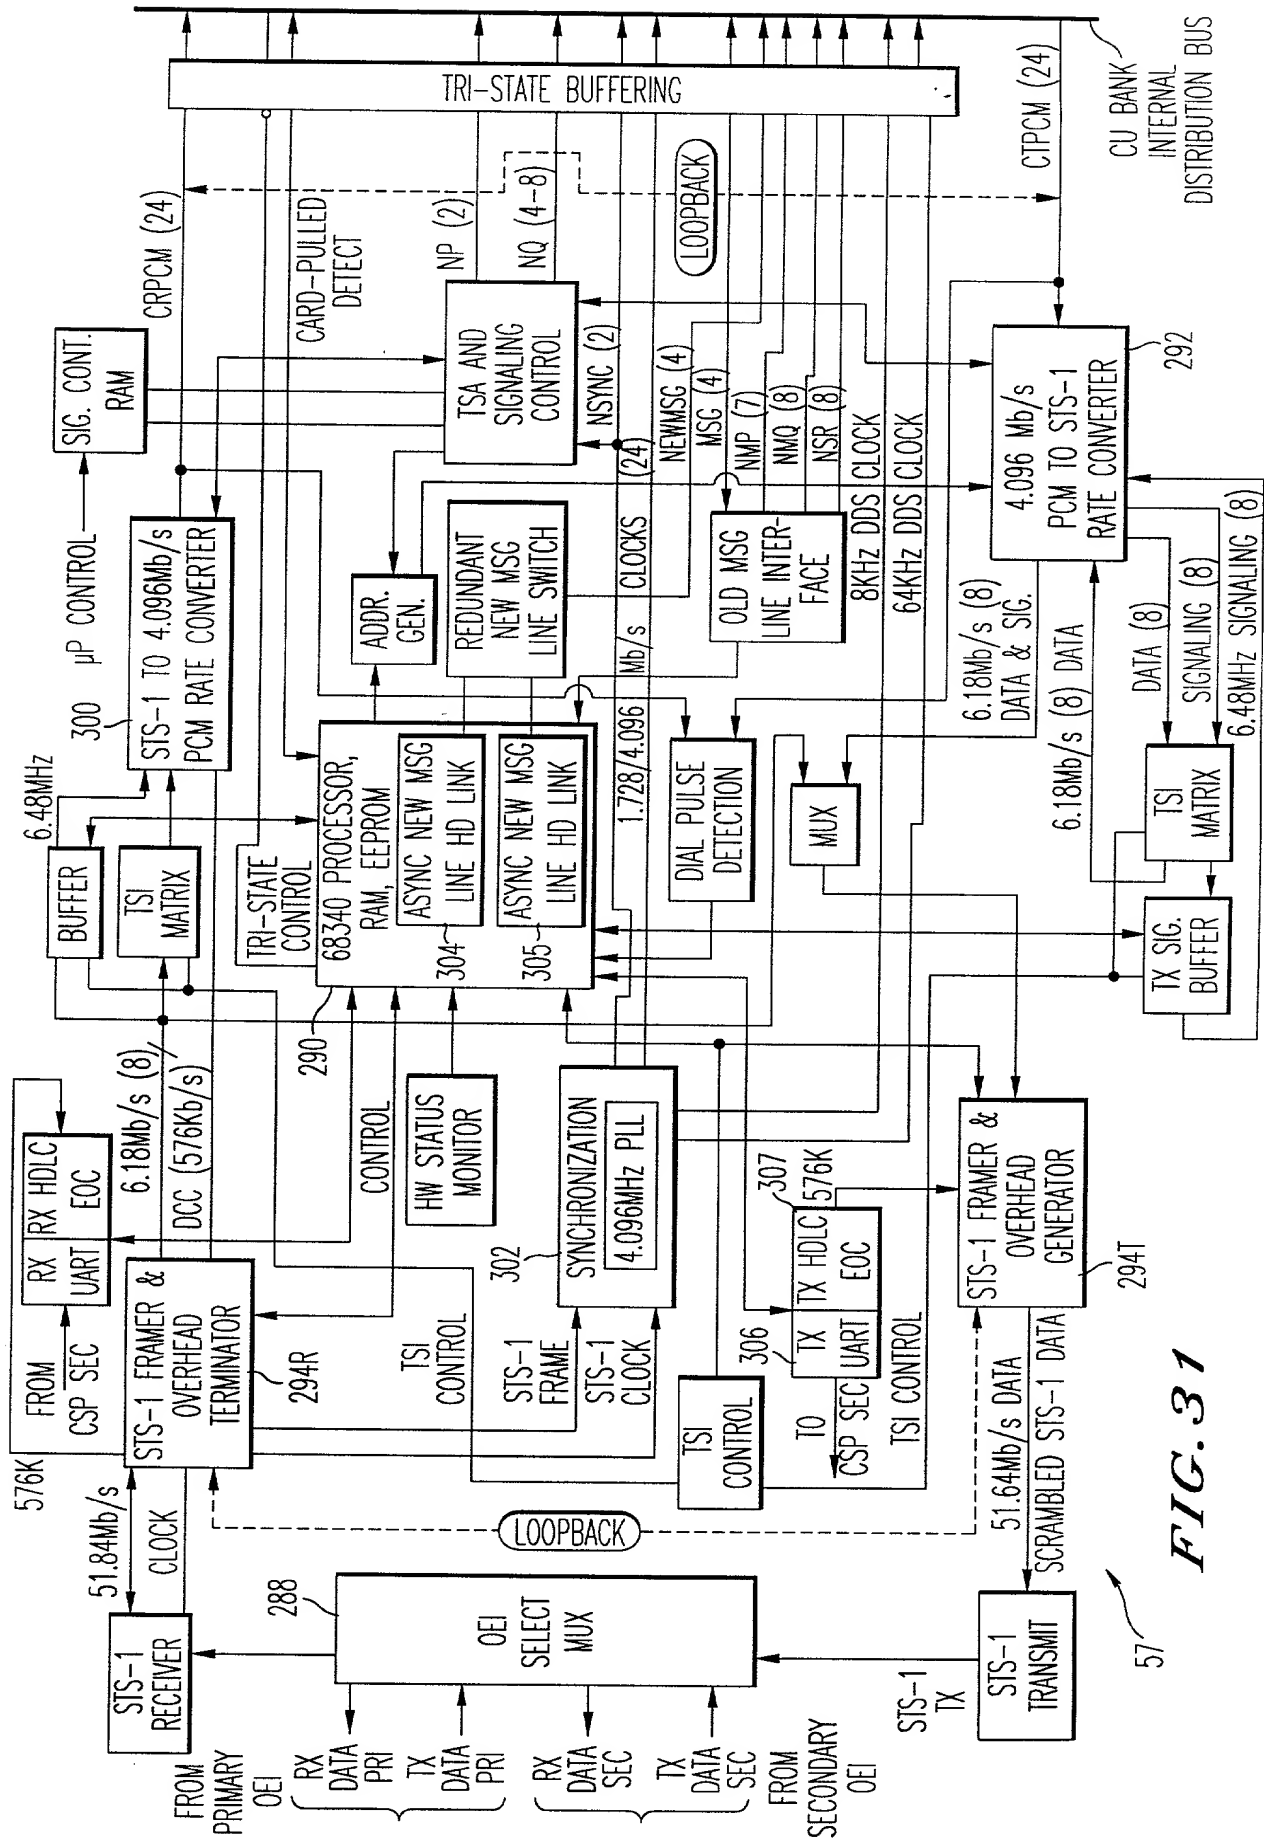 FROM
PRIMARY
OEI
RX
DATA
PRI
TX
DATA
PRI
RX
DATA
SEC
TX
DATA
SEC
FROM
SECONDARY
OEI
STS-1
RECEIVER
288
OEI
SELECT
MUX
STS-1
TX
STS-1
TRANSMIT
57
51.84Mb/s
CLOCK
LOOPBACK
51.64Mb/s DATA
SCRAMBLED STS-1 DATA
576K
FROM
CSP SEC
RX
UART
RX HDLC
EOC
STS-1 FRAMER &
OVERHEAD
TERMINATOR
294R
6.18Mb/s (8)
DCC (576Kb/s)
CONTROL
TSI
CONTROL
STS-1
FRAME
STS-1
CLOCK
HW STATUS
MONITOR
302
SYNCHRONIZATION
4.096MHz PLL
TSI
CONTROL
306
307
TX
UART
TX HDLC
EOC
576K
TO
CSP SEC
TSI CONTROL
STS-1 FRAMER &
OVERHEAD
GENERATOR
294T
BUFFER
6.48MHz
TSI
MATRIX
TRI-STATE
CONTROL
290
68340 PROCESSOR,
RAM, EEPROM
ASYNC NEW MSG
LINE HD LINK
304
ASYNC NEW MSG
LINE HD LINK
305
DIAL PULSE
DETECTION
MUX
TX SIG.
BUFFER
TSI
MATRIX
300
STS-1 TO 4.096Mb/s
PCM RATE CONVERTER
µP CONTROL
SIG. CONT.
RAM
ADDR.
GEN.
REDUNDANT
NEW MSG
LINE SWITCH
1.728/4.096 Mb/s CLOCKS (24)
OLD MSG
LINE INTER-
FACE
6.18Mb/s (8)
DATA & SIG.
6.18Mb/s (8) DATA
DATA (8)
SIGNALING (8)
6.48MHz SIGNALING (8)
TSA AND
SIGNALING
CONTROL
4.096 Mb/s
PCM TO STS-1
RATE CONVERTER
292
CRPCM (24)
CARD-PULLED
DETECT
NP (2)
NQ (4-8)
NSYNC (2)
LOOPBACK
NEWMSG (4)
MSG (4)
NMP (7)
NMQ (8)
NSR (8)
8KHz DDS CLOCK
64KHz DDS CLOCK
TRI-STATE BUFFERING
CTPCM (24)
CU BANK
INTERNAL
DISTRIBUTION BUS
FIG. 31